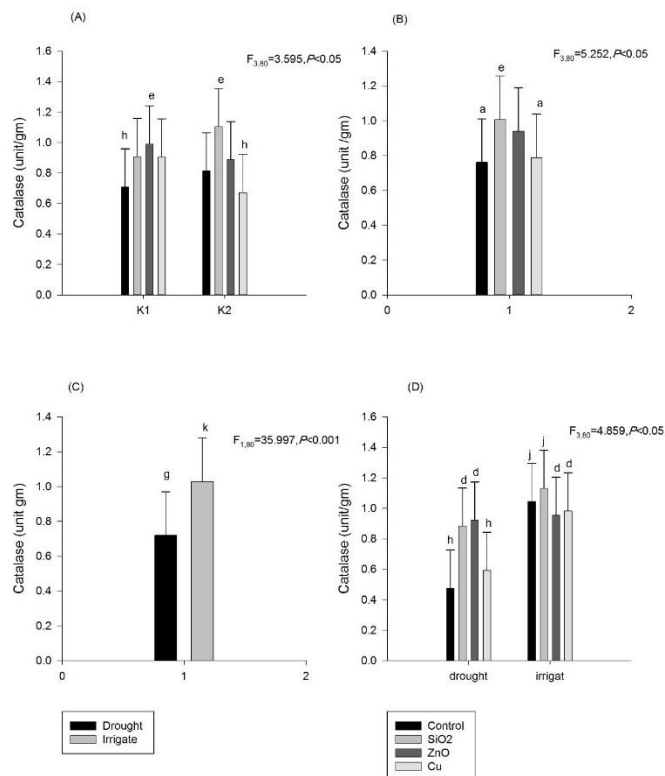 (A)
F3,80=3.595,P<0.05
Catalase (unit/gm)
1.6
1.4
1.2
1.0
0.8
0.6
0.4
0.2
0.0
h
e
e
h
K1
K2
(B)
F3,80=5.252,P<0.05
Catalase (unit /gm)
1.4
1.2
1.0
0.8
0.6
0.4
0.2
0.0
a
e
a
0
1
2
(C)
F1,80=35.997,P<0.001
Catalase (unit gm)
1.4
1.2
1.0
0.8
0.6
0.4
0.2
0.0
g
k
0
1
2
Drought
Irrigate
(D)
F3,80=4.859,P<0.05
Catalase (unit/gm)
1.6
1.4
1.2
1.0
0.8
0.6
0.4
0.2
0.0
h
d
d
h
j
j
d
d
drought
irrigat
Control
SiO2
ZnO
Cu